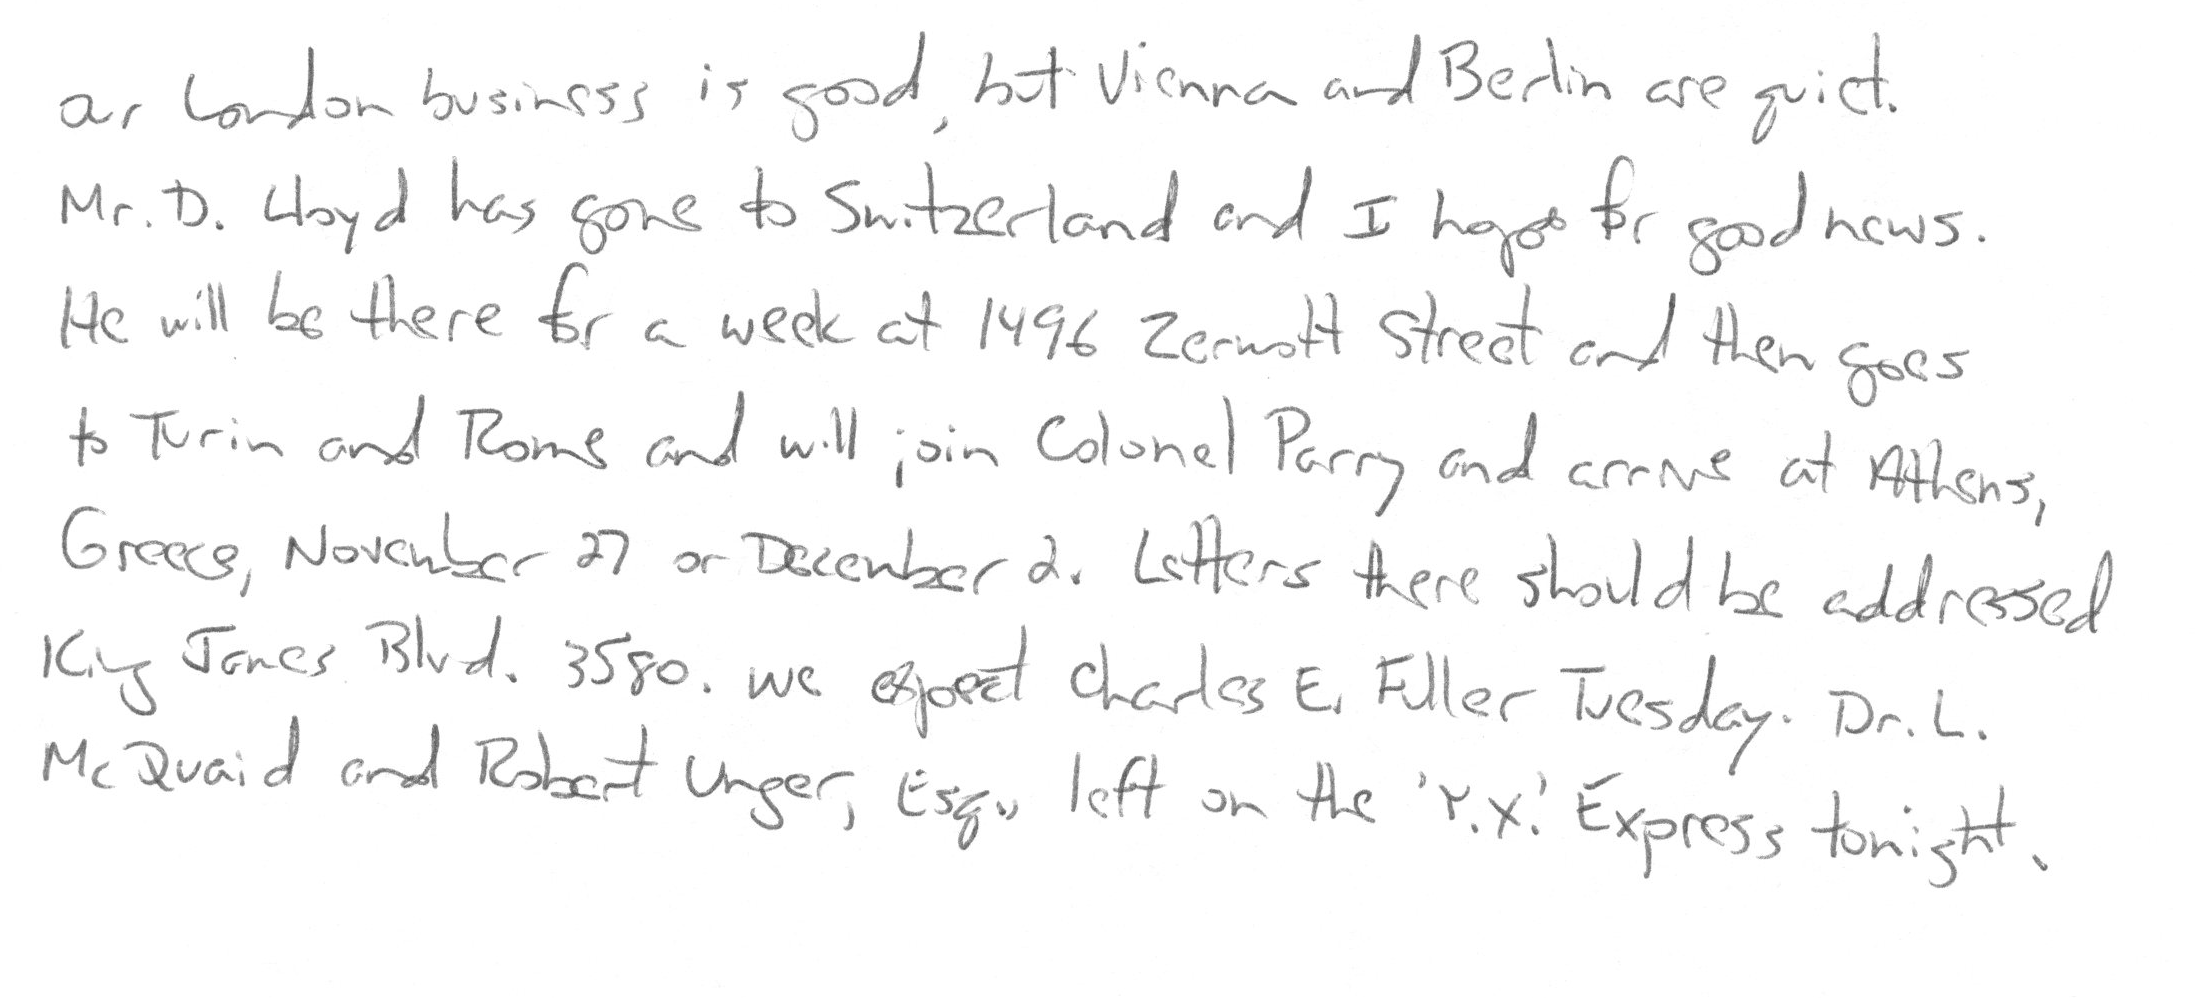 Our London business is good, but Vienna and Berlin are quiet.
Mr. D. Lloyd has gone to Switzerland and I hope for good news.
He will be there for a week at 1496 Zermott Street and then goes
to Turin and Rome and will join Colonel Parry and arrive at Athens,
Greece, November 27 or December 2. Letters there should be addressed
King James Blvd. 3580. we expect Charles E. Fuller Tuesday. Dr. L.
McQuaid and Robert Unger, Esq., left on the 'Y.X.' Express tonight.